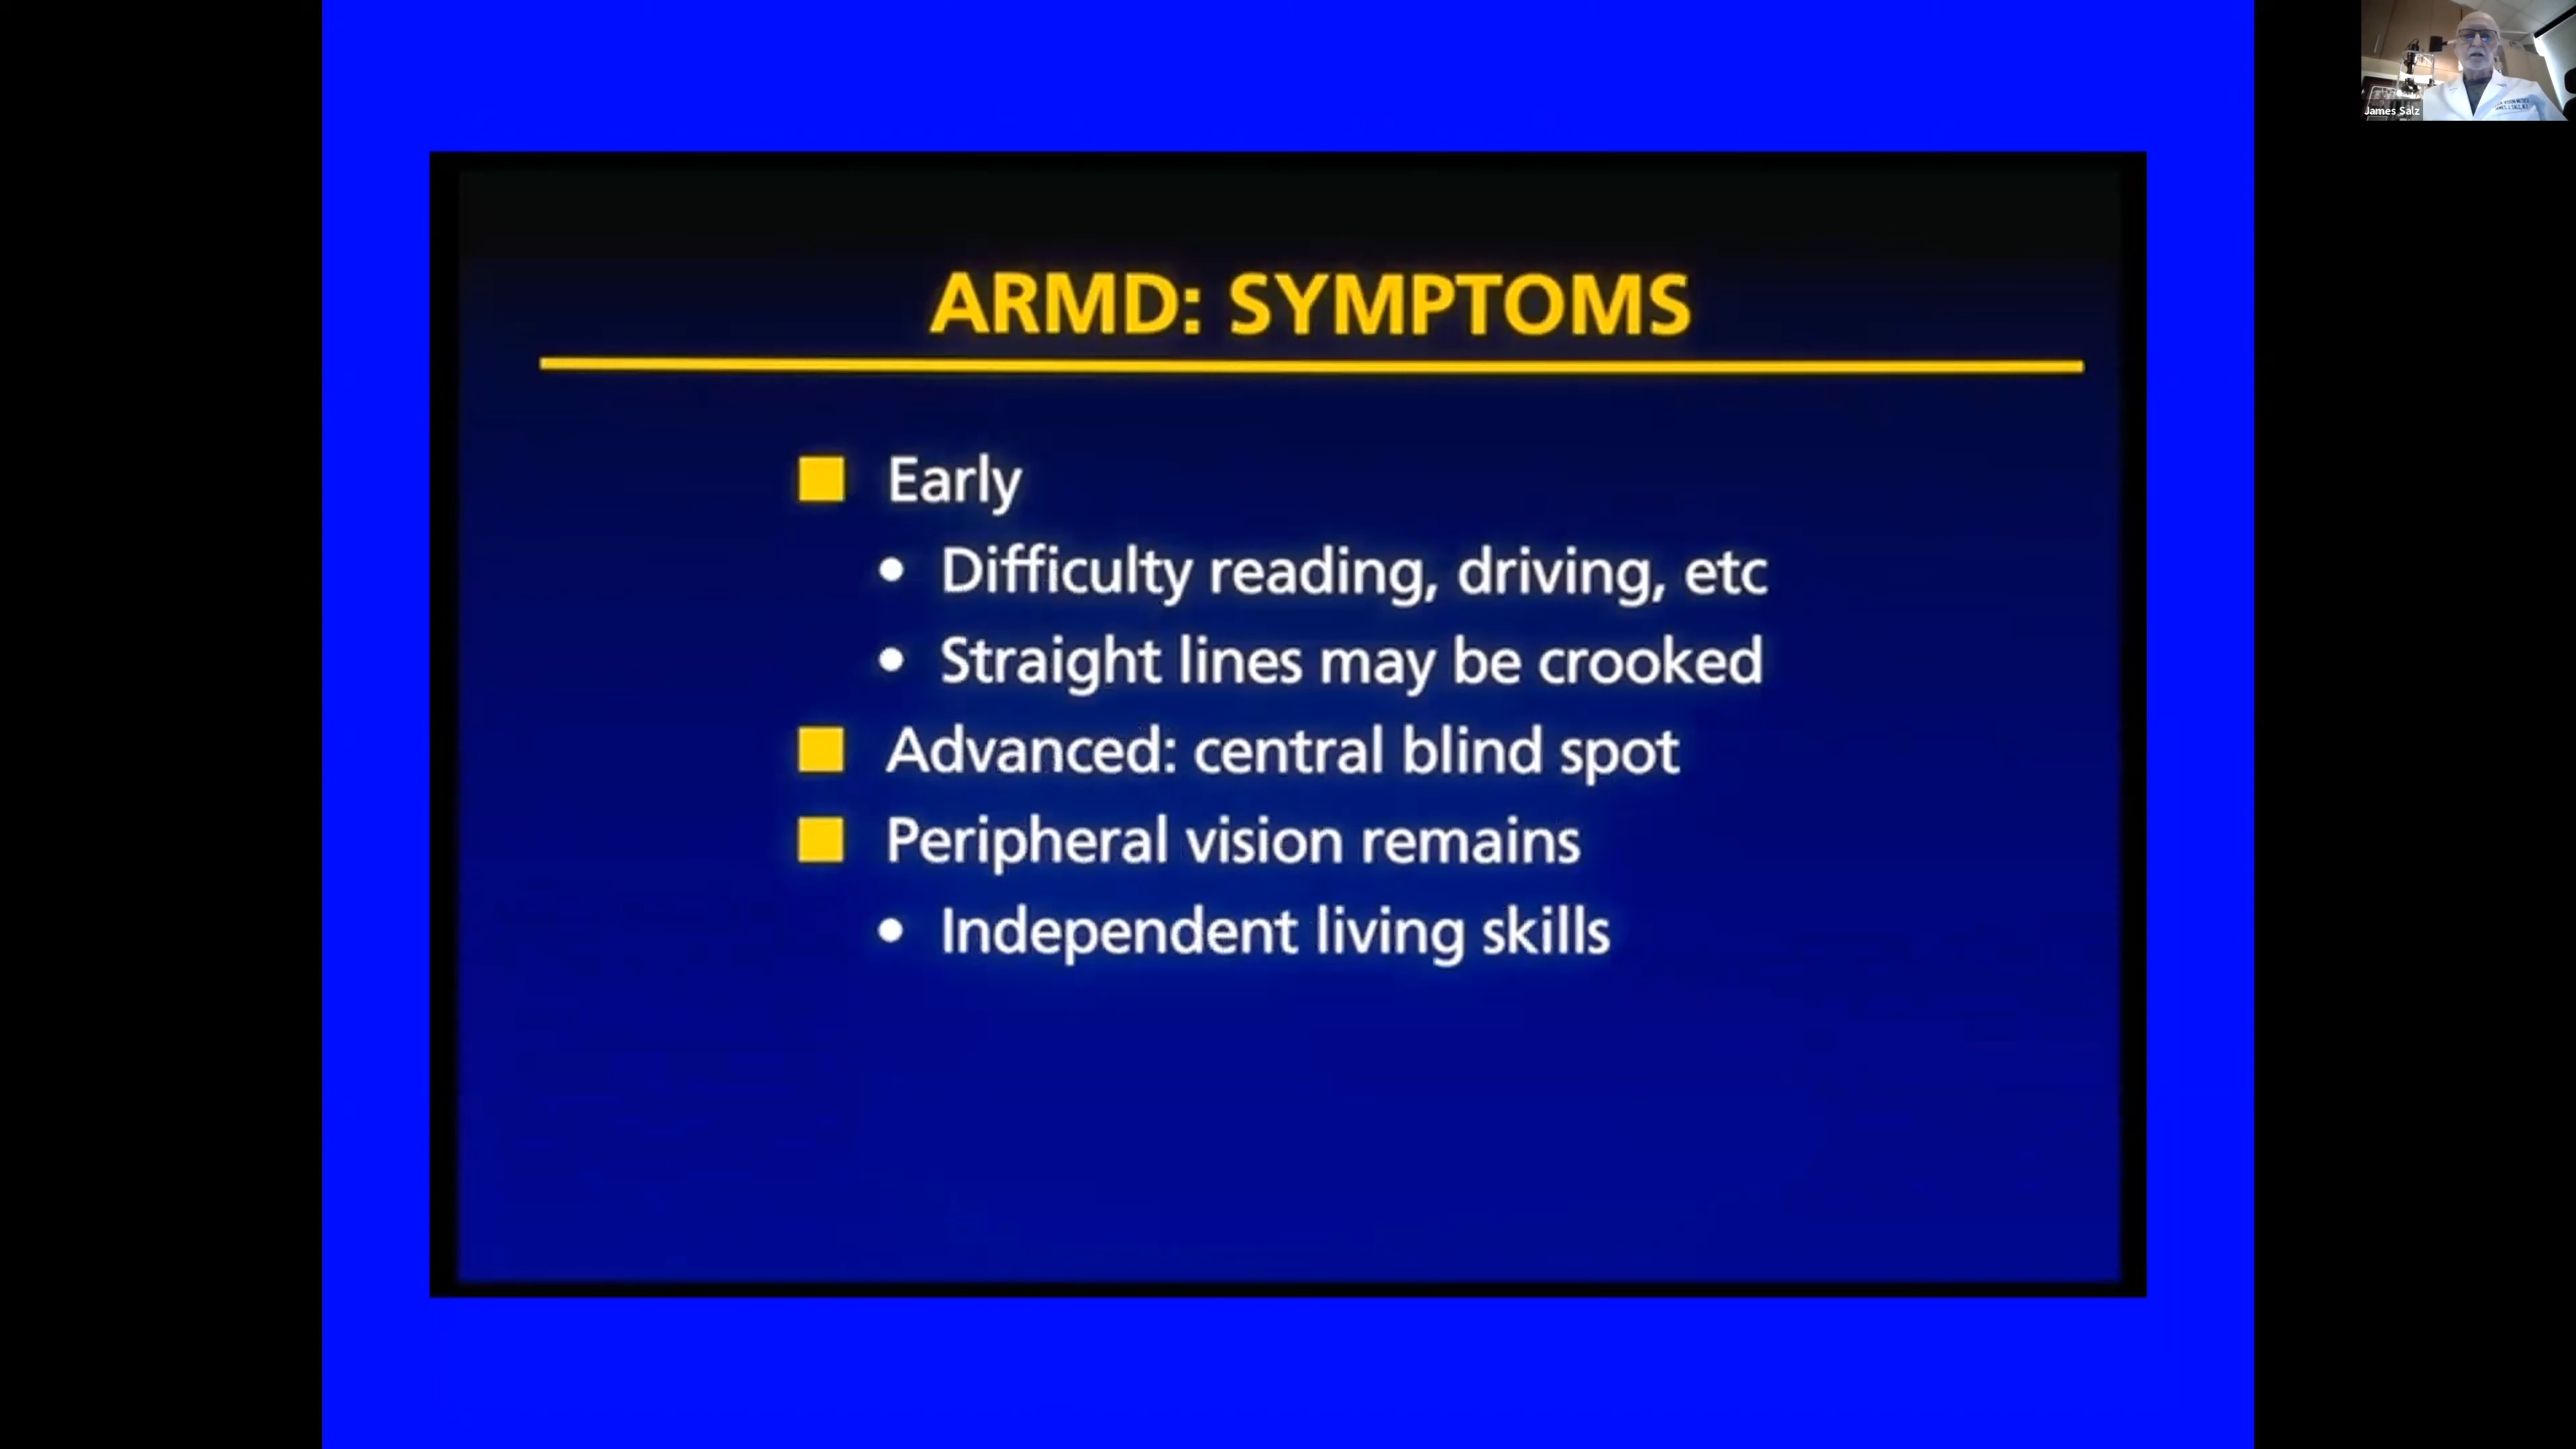 ARMD: SYMPTOMS
Early
Difficulty reading, driving, etc
Straight lines may be crooked
Advanced: central blind spot
Peripheral vision remains
Independent living skills
James Salz